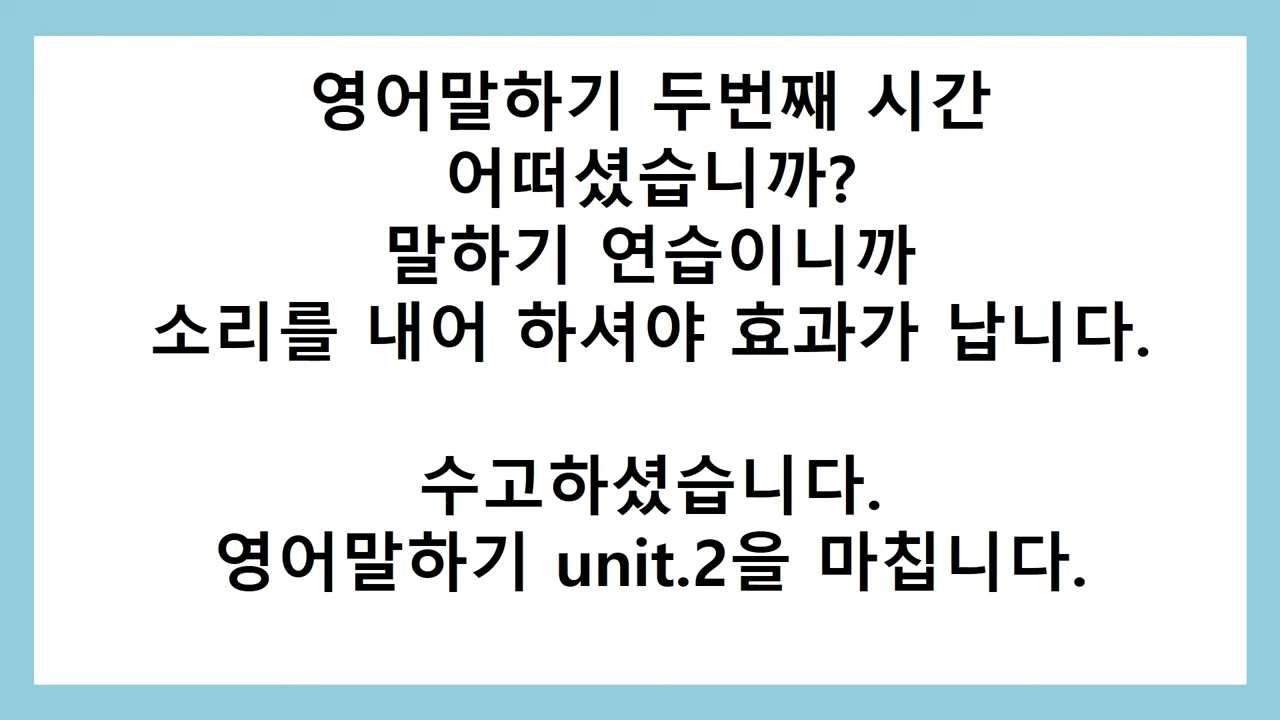 영어말하기 두번째 시간
어떠셨습니까?
말하기 연습이니까
소리를 내어 하셔야 효과가 납니다.
수고하셨습니다.
영어말하기 unit.2을 마칩니다.